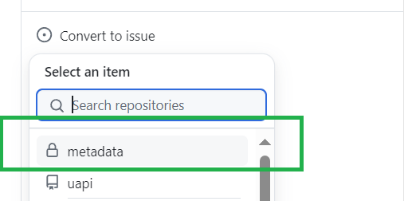 Convert to issue
Select an item
Search repositories
metadata
uapi